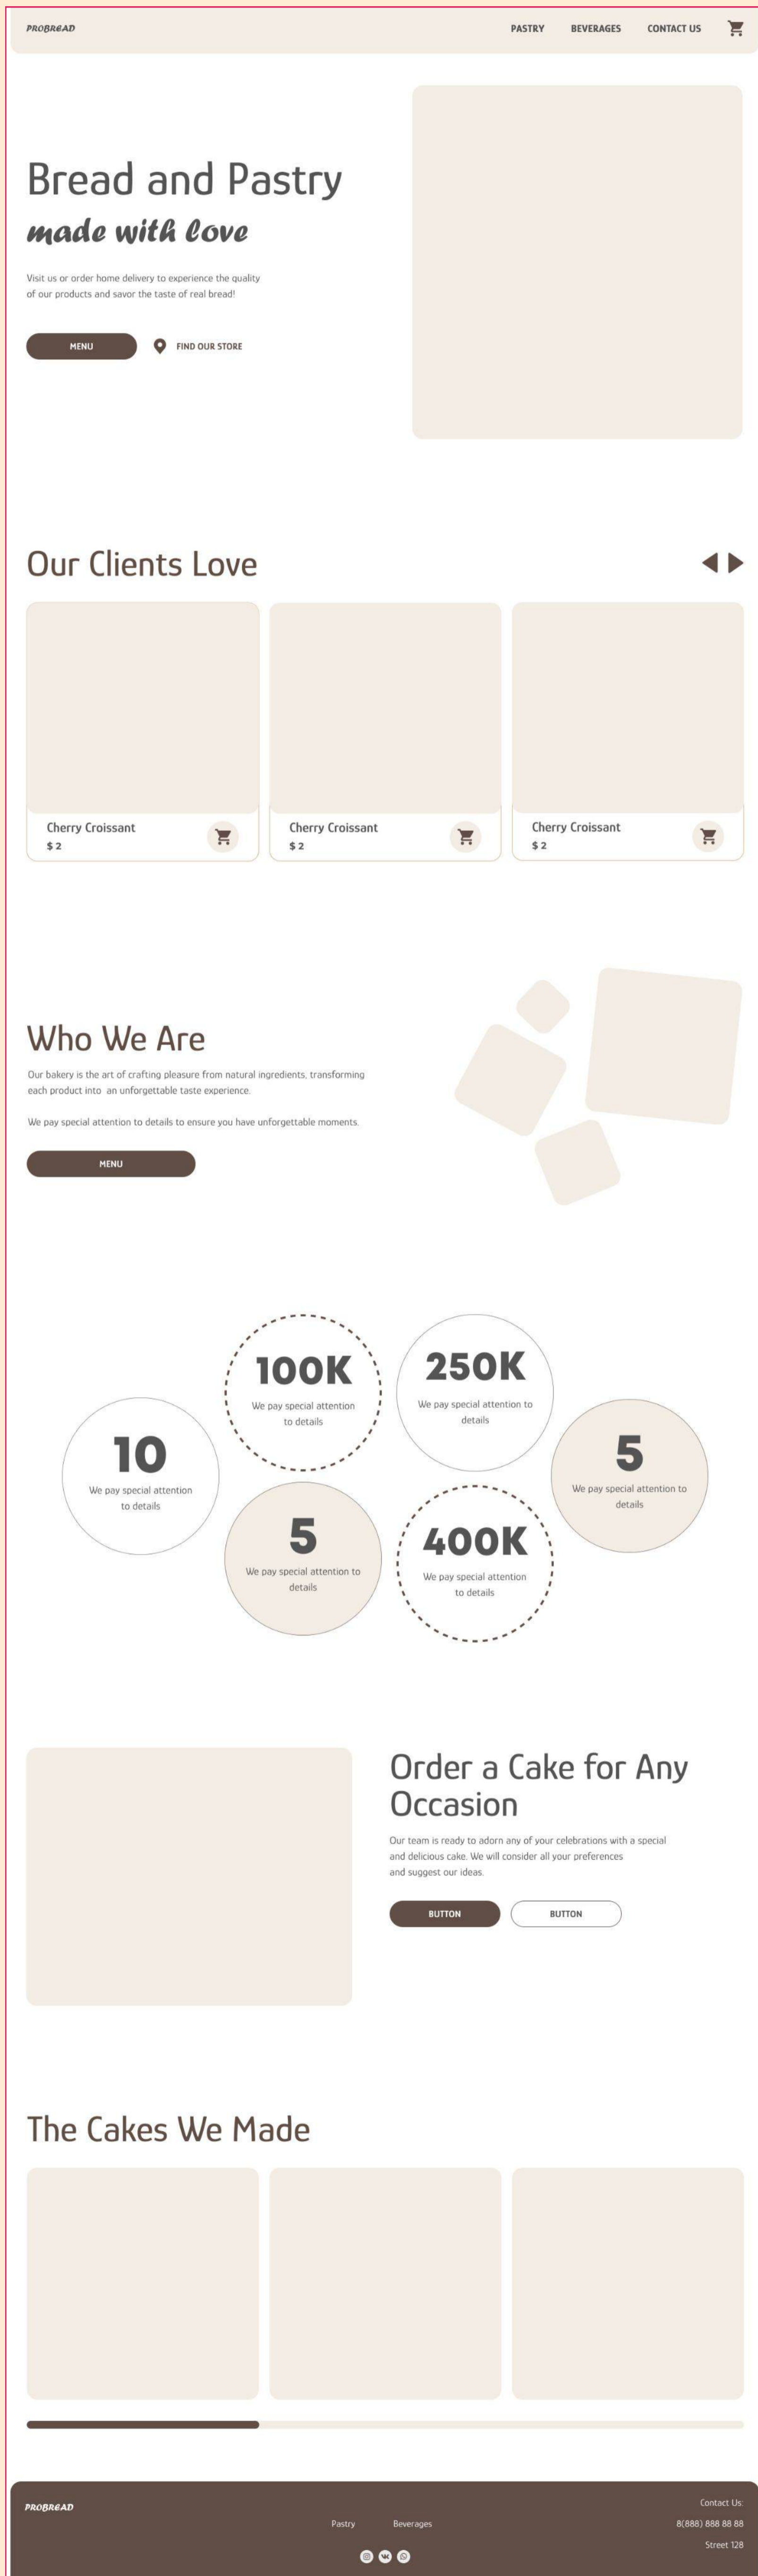 PROBREAD
PASTRY
BEVERAGES
CONTACT US
Bread and Pastry
made with love
Visit us or order home delivery to experience the quality
of our products and savor the taste of real bread!
MENU
FIND OUR STORE
Our Clients Love
Cherry Croissant
$ 2
Cherry Croissant
$ 2
Cherry Croissant
$ 2
Who We Are
Our bakery is the art of crafting pleasure from natural ingredients, transforming
each product into an unforgettable taste experience.
We pay special attention to details to ensure you have unforgettable moments.
MENU
10
We pay special attention
to details
100K
We pay special attention
to details
250K
We pay special attention to
details
5
We pay special attention to
details
5
We pay special attention to
details
400K
We pay special attention
to details
Order a Cake for Any
Occasion
Our team is ready to adorn any of your celebrations with a special
and delicious cake. We will consider all your preferences
and suggest our ideas.
BUTTON
BUTTON
The Cakes We Made
PROBREAD
Pastry
Beverages
Contact Us:
8(888) 888 88 88
Street 128